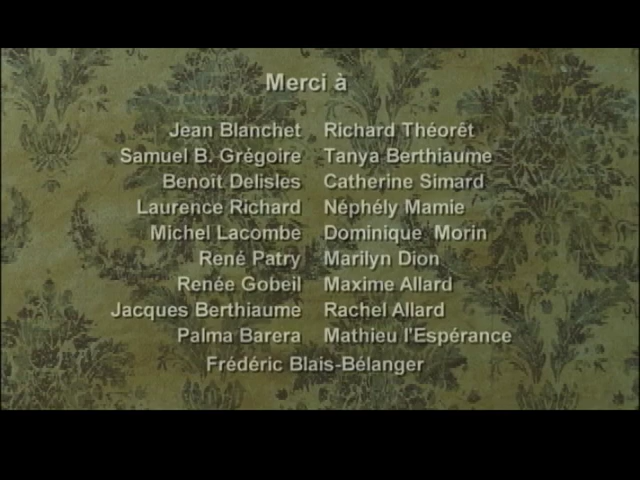 Merci à
Jean Blanchet Richard Théorêt
Samuel B. Grégoire Tanya Berthiaume
Benoît Delisles Catherine Simard
Laurence Richard Néphély Mamie
Michel Lacombe Dominique Morin
René Patry Marilyn Dion
Renée Gobeil Maxime Allard
Jacques Berthiaume Rachel Allard
Palma Barera Mathieu l'Espérance
Frédéric Blais-Bélanger